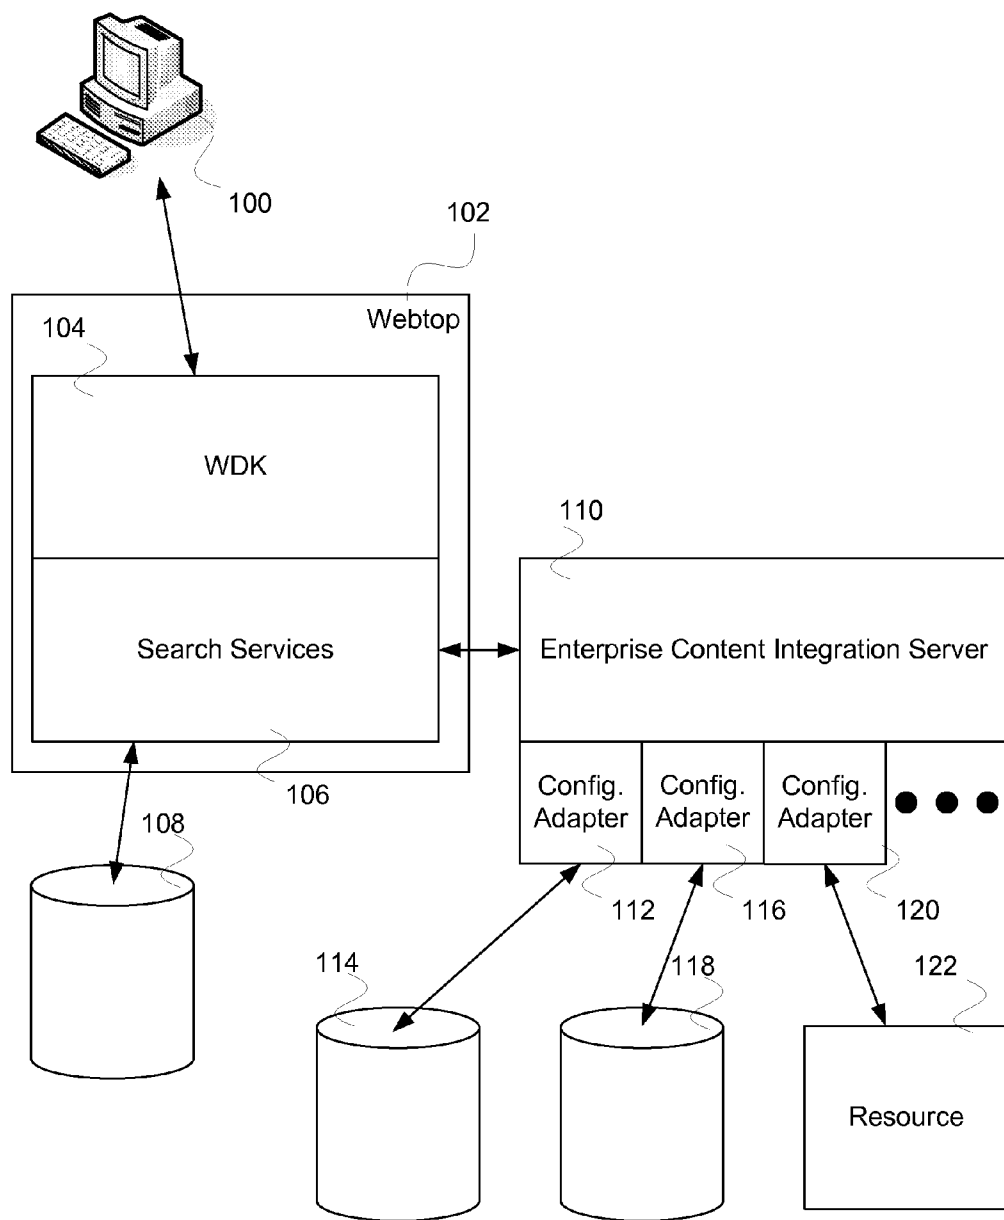 100
102
Webtop
104
WDK
110
Search Services
Enterprise Content Integration Server
106
Config.
Adapter
Config.
Adapter
Config.
Adapter
108
112
116
120
114
118
122
Resource